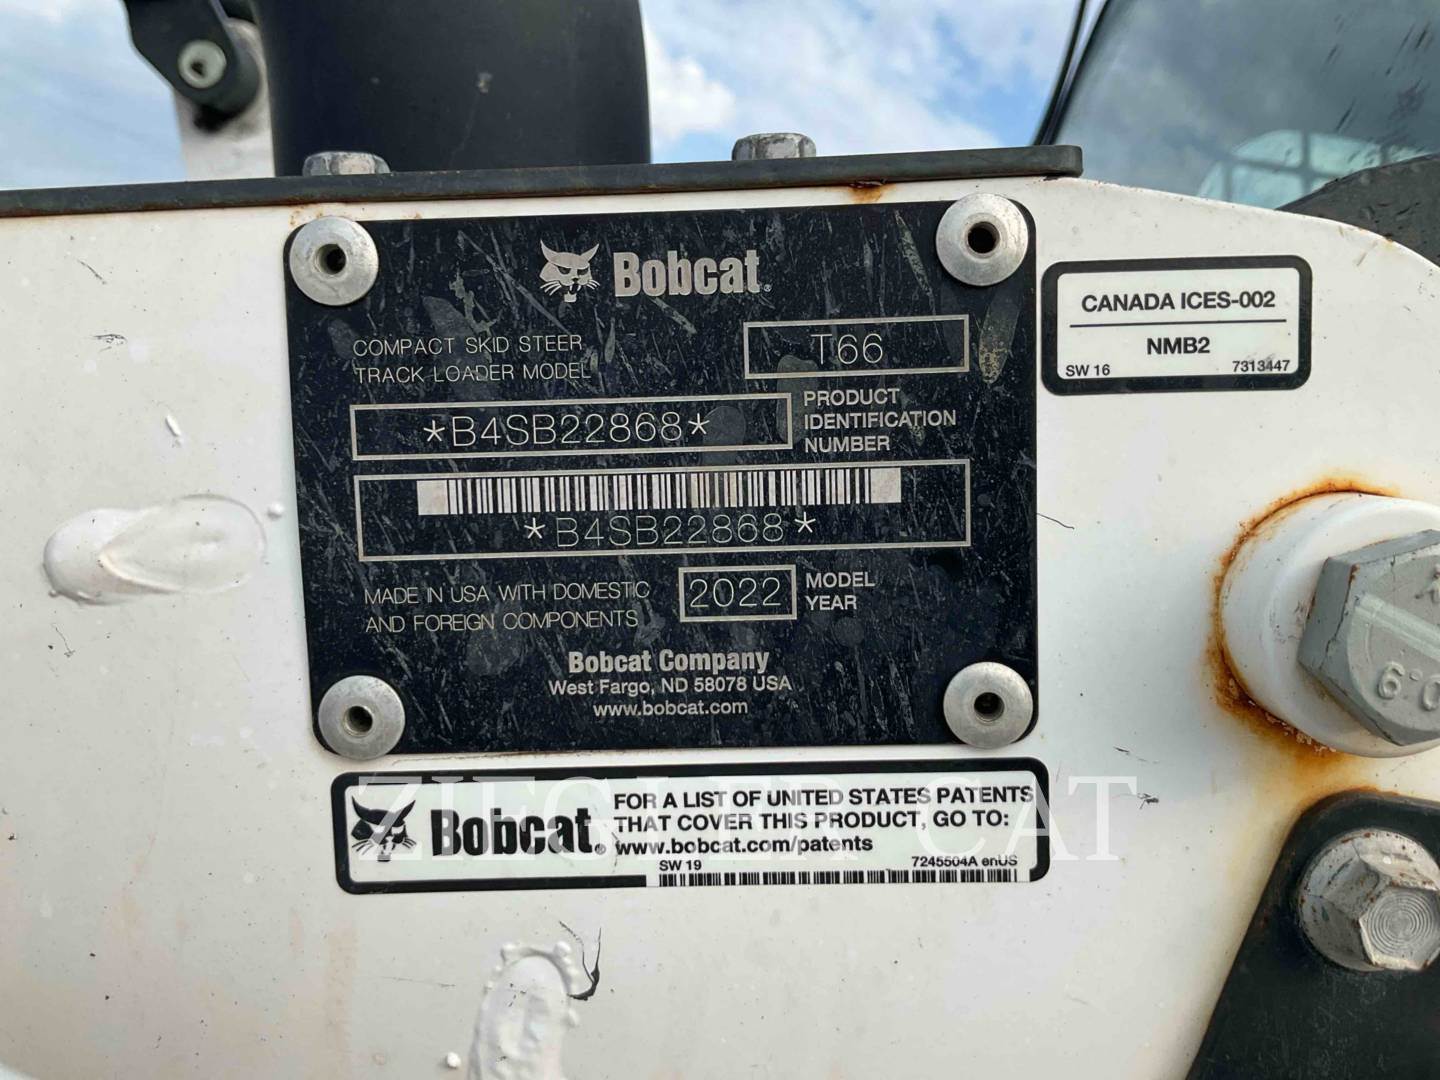 Bobcat®
COMPACT SKID STEER
TRACK LOADER MODEL
T66
*B4SB22868*
PRODUCT
IDENTIFICATION
NUMBER
*B4SB22868*
MADE IN USA WITH DOMESTIC
AND FOREIGN COMPONENTS
2022
MODEL
YEAR
Bobcat Company
West Fargo, ND 58078 USA
www.bobcat.com
CANADA ICES-002
NMB2
SW 16 7313447
Bobcat®
FOR A LIST OF UNITED STATES PATENTS
THAT COVER THIS PRODUCT, GO TO:
www.bobcat.com/patents
SW 19 7245504A enUS
ZIEGLER CAT